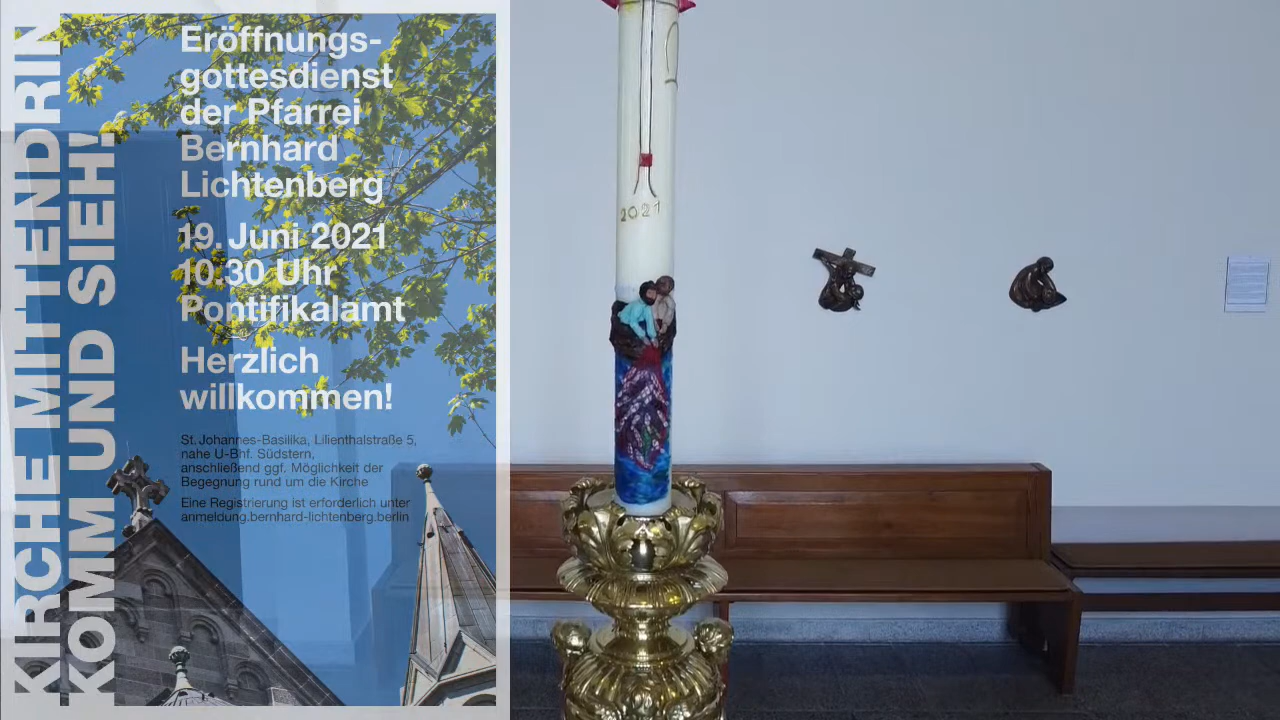 KIRCHE MITTENDRIN
KOMM UND SIEH!
Eröffnungs-
gottesdienst
der Pfarrei
Bernhard
Lichtenberg
19. Juni 2021
10.30 Uhr
Pontifikalamt
Herzlich
willkommen!
St. Johannes-Basilika, Lilienthalstraße 5,
nahe U-Bhf. Südstern,
anschließend ggf. Möglichkeit der
Begegnung rund um die Kirche
Eine Registrierung ist erforderlich unter
anmeldung.bernhard-lichtenberg.berlin
2021